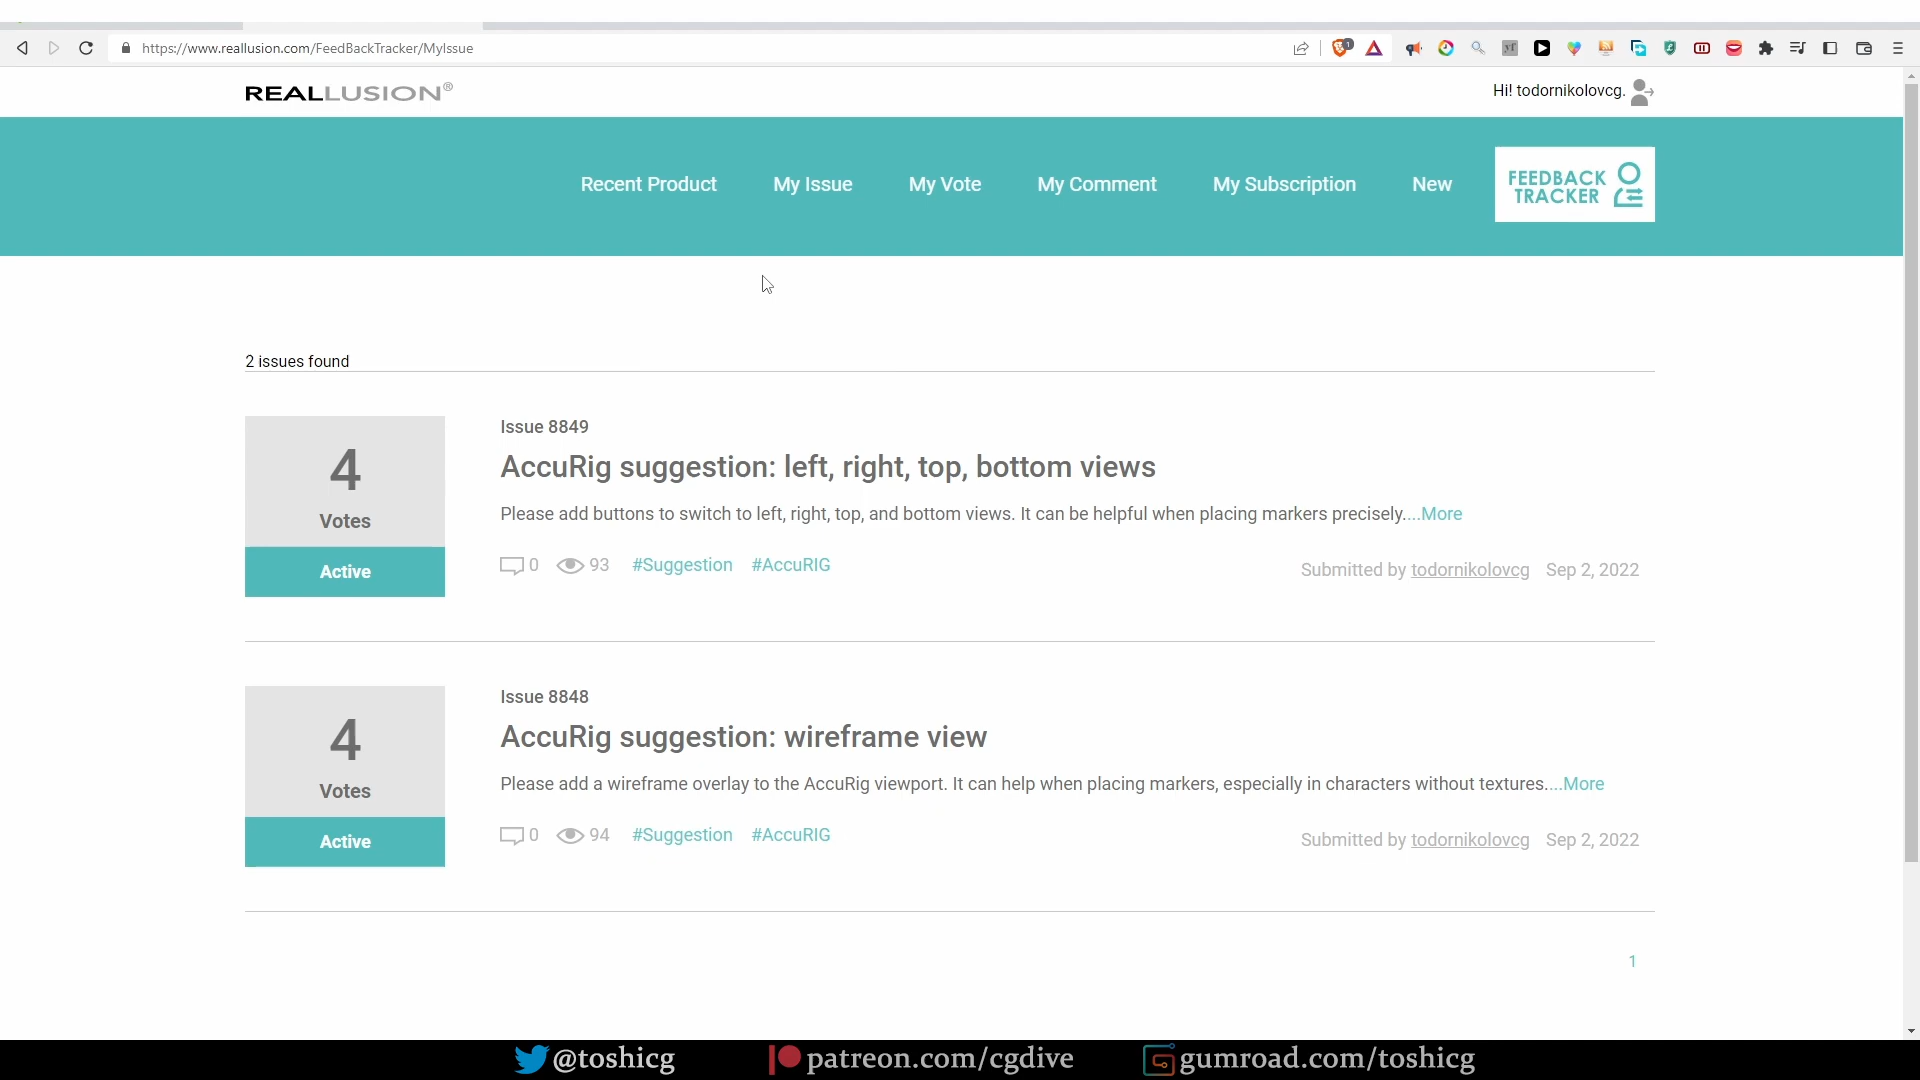 https://www.reallusion.com/FeedBackTracker/MyIssue
REALLUSION®
Hi! todornikolovcg.
Recent Product My Issue My Vote My Comment My Subscription New
FEEDBACK
TRACKER
2 issues found
4
Votes
Active
Issue 8849
AccuRig suggestion: left, right, top, bottom views
Please add buttons to switch to left, right, top, and bottom views. It can be helpful when placing markers precisely....More
0 93 #Suggestion #AccuRIG
Submitted by todornikolovcg Sep 2, 2022
4
Votes
Active
Issue 8848
AccuRig suggestion: wireframe view
Please add a wireframe overlay to the AccuRig viewport. It can help when placing markers, especially in characters without textures....More
0 94 #Suggestion #AccuRIG
Submitted by todornikolovcg Sep 2, 2022
1
@toshicg patreon.com/cgdive gumroad.com/toshicg